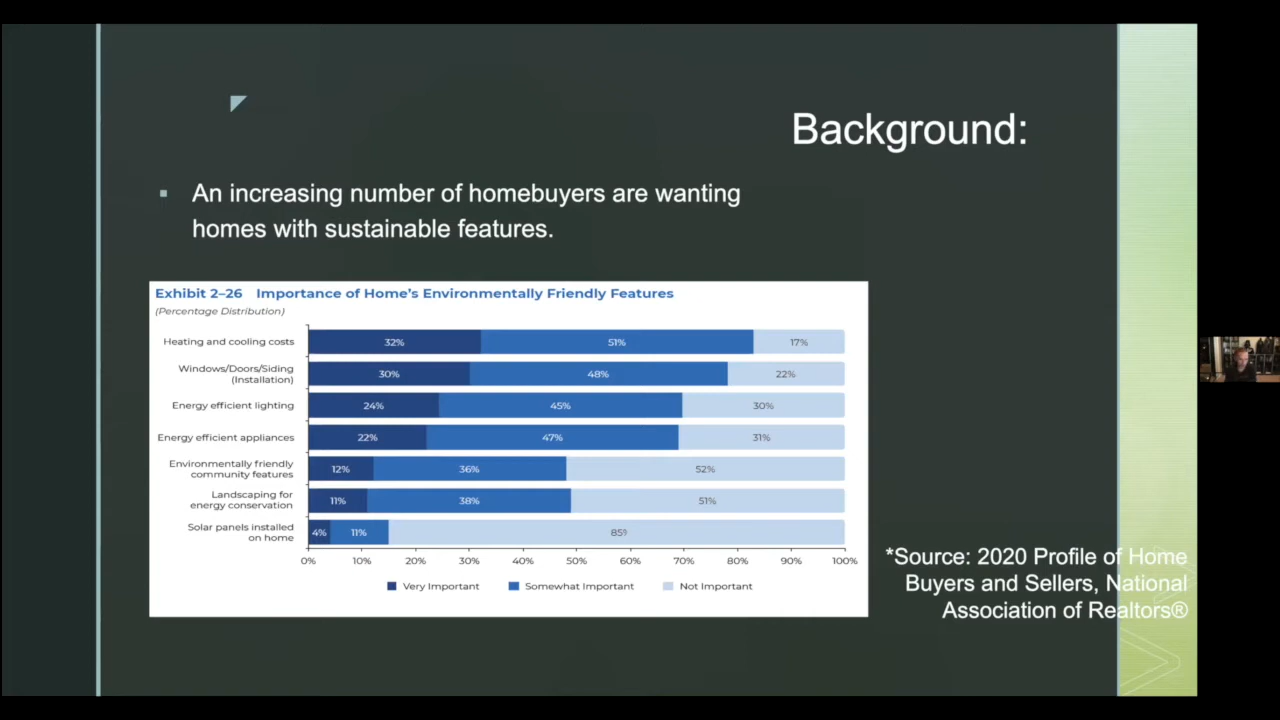 Background:
▪ An increasing number of homebuyers are wanting
homes with sustainable features.
Exhibit 2–26 Importance of Home's Environmentally Friendly Features
(Percentage Distribution)
Heating and cooling costs 32% 51% 17%
Windows/Doors/Siding
(Installation) 30% 48% 22%
Energy efficient lighting 24% 45% 30%
Energy efficient appliances 22% 47% 31%
Environmentally friendly
community features 12% 36% 52%
Landscaping for
energy conservation 11% 38% 51%
Solar panels installed
on home 4% 11% 85%
0% 10% 20% 30% 40% 50% 60% 70% 80% 90% 100%
Very Important Somewhat Important Not Important
*Source: 2020 Profile of Home
Buyers and Sellers, National
Association of Realtors®